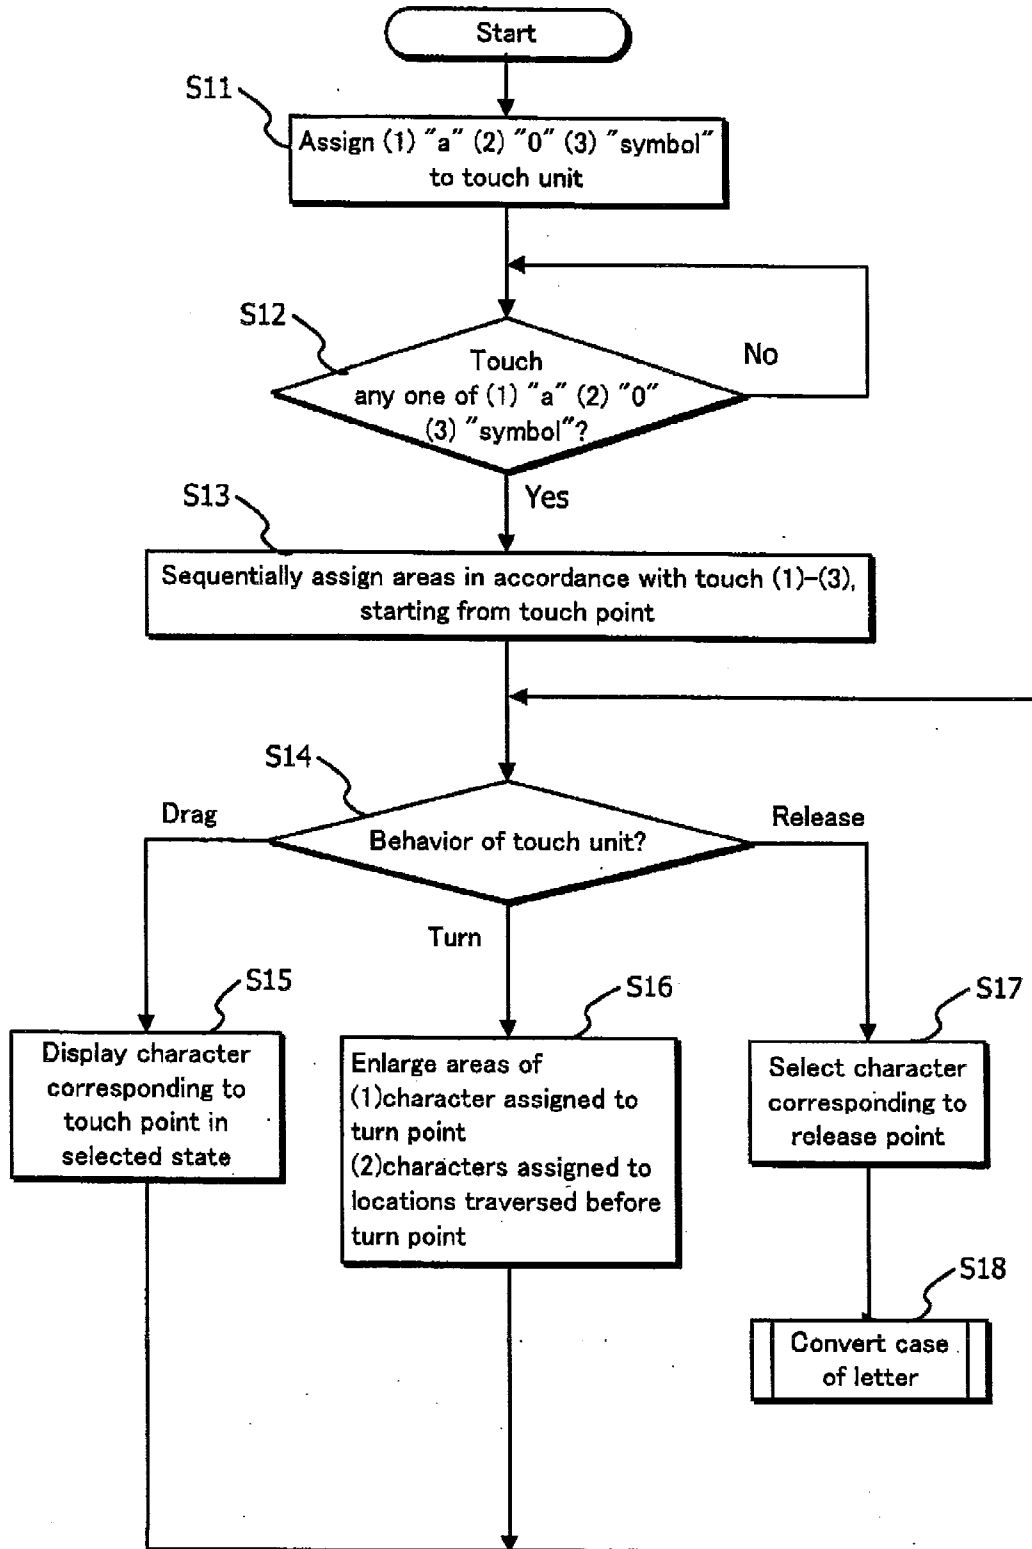 Start
S11
Assign (1) "a" (2) "0" (3) "symbol"
to touch unit
S12
Touch
any one of (1) "a" (2) "0"
(3) "symbol"?
No
Yes
S13
Sequentially assign areas in accordance with touch (1)-(3),
starting from touch point
S14
Behavior of touch unit?
Drag
Turn
Release
S15
Display character
corresponding to
touch point in
selected state
S16
Enlarge areas of
(1)character assigned to
turn point
(2)characters assigned to
locations traversed before
turn point
S17
Select character
corresponding to
release point
S18
Convert case
of letter